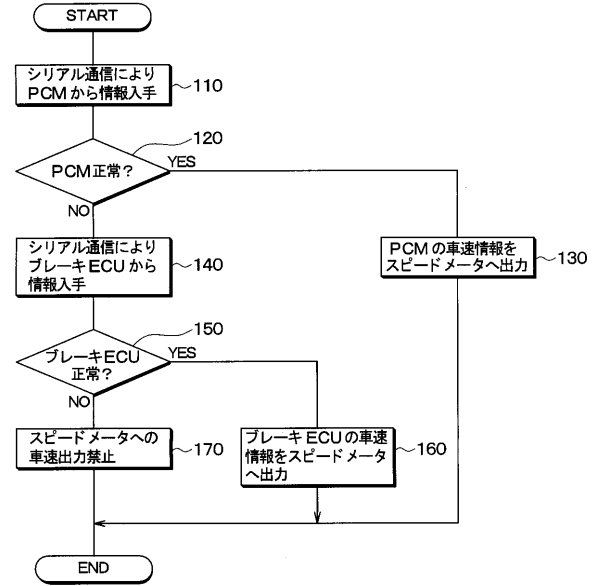 START
シリアル通信により
PCMから情報入手
110
120
PCM正常？
YES
NO
PCMの車速情報を
スピードメータへ出力
130
シリアル通信により
ブレーキECUから
情報入手
140
150
ブレーキECU
正常？
YES
NO
スピードメータへの
車速出力禁止
170
ブレーキECUの車速
情報をスピードメータ
へ出力
160
END